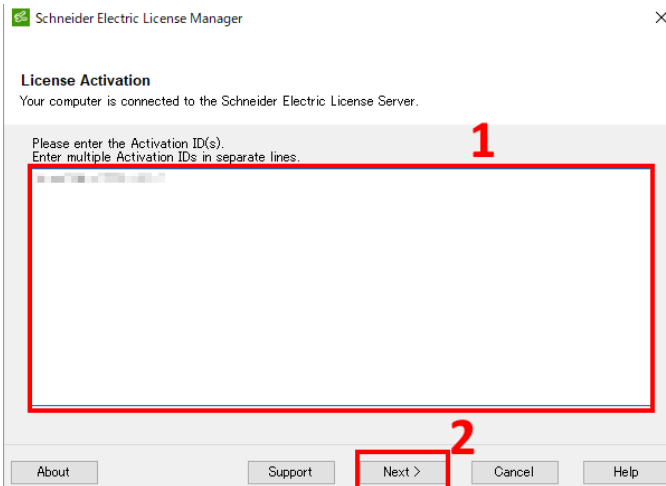 Schneider Electric License Manager
License Activation
Your computer is connected to the Schneider Electric License Server.
1
Please enter the Activation ID(s).
Enter multiple Activation IDs in separate lines.
2
About
Support
Next >
Cancel
Help